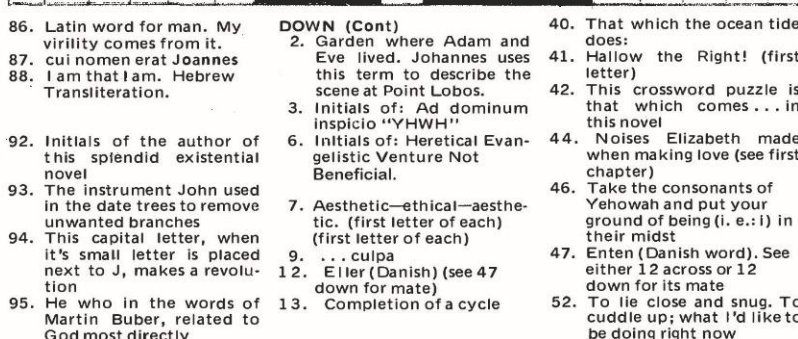 86. Latin word for man. My
virility comes from it.
87. cui nomen erat Joannes
88. I am that I am. Hebrew
Transliteration.
92. Initials of the author of
this splendid existential
novel
93. The instrument John used
in the date trees to remove
unwanted branches
94. This capital letter, when
it's small letter is placed
next to J, makes a revolu-
tion
95. He who in the words of
Martin Buber, related to
God most directly
DOWN (Cont)
2. Garden where Adam and
Eve lived. Johannes uses
this term to describe the
scene at Point Lobos.
3. Initials of: Ad dominum
inspicio "YHWH"
6. Initials of: Heretical Evan-
gelistic Venture Not
Beneficial.
7. Aesthetic—ethical—aesthe-
tic. (first letter of each)
(first letter of each)
9. ... culpa
12. Eller (Danish) (see 47
down for mate)
13. Completion of a cycle
40. That which the ocean tide
does:
41. Hallow the Right! (first
letter)
42. This crossword puzzle is
that which comes ... in
this novel
44. Noises Elizabeth made
when making love (see first
chapter)
46. Take the consonants of
Yehowah and put your
ground of being (i. e.: i) in
their midst
47. Enten (Danish word). See
either 12 across or 12
down for its mate
52. To lie close and snug. To
cuddle up; what I'd like to
be doing right now